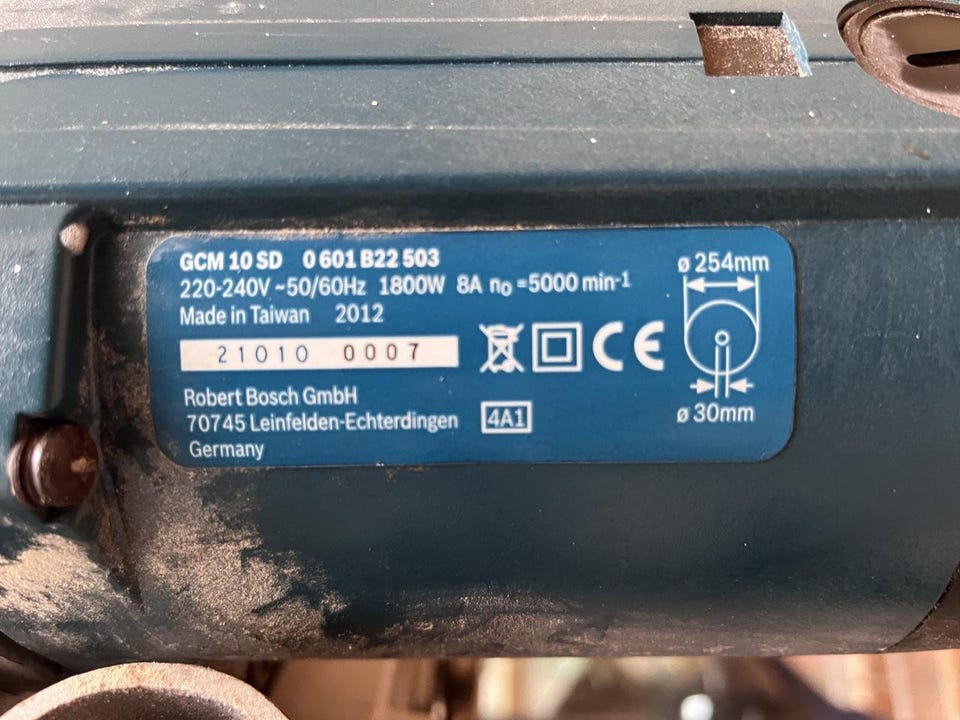 GCM 10 SD 0 601 B22 503
220-240V ~50/60Hz 1800W 8A n₀ =5000 min⁻¹
Made in Taiwan 2012
21010 0007
Robert Bosch GmbH
70745 Leinfelden-Echterdingen
Germany
4A1
CE
ø 254mm
ø 30mm